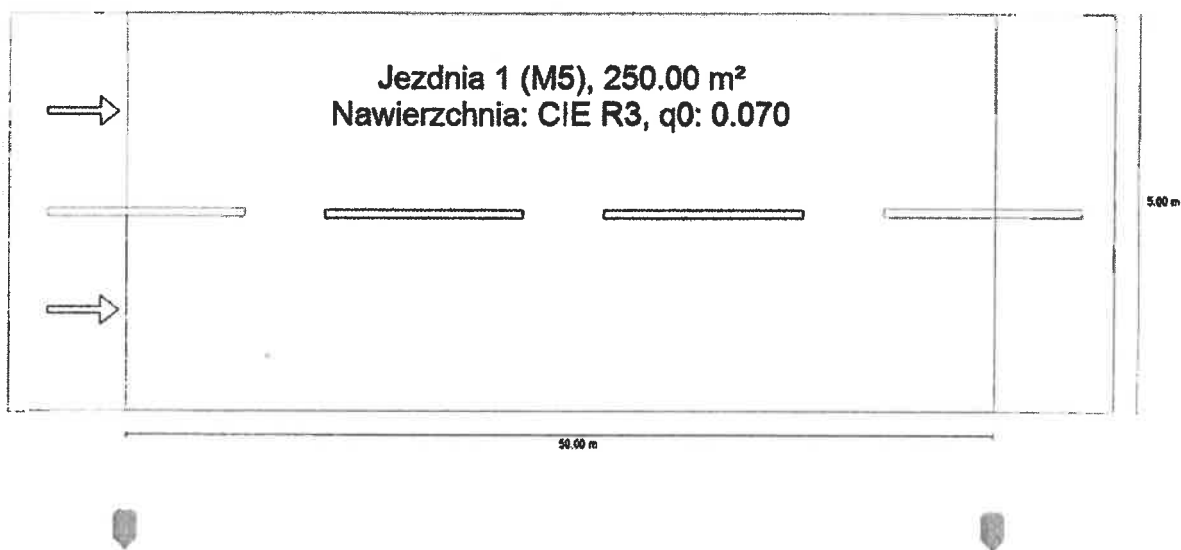 Jezdnia 1 (M5), 250.00 m²
Nawierzchnia: CIE R3, q0: 0.070
5.00 m
50.00 m